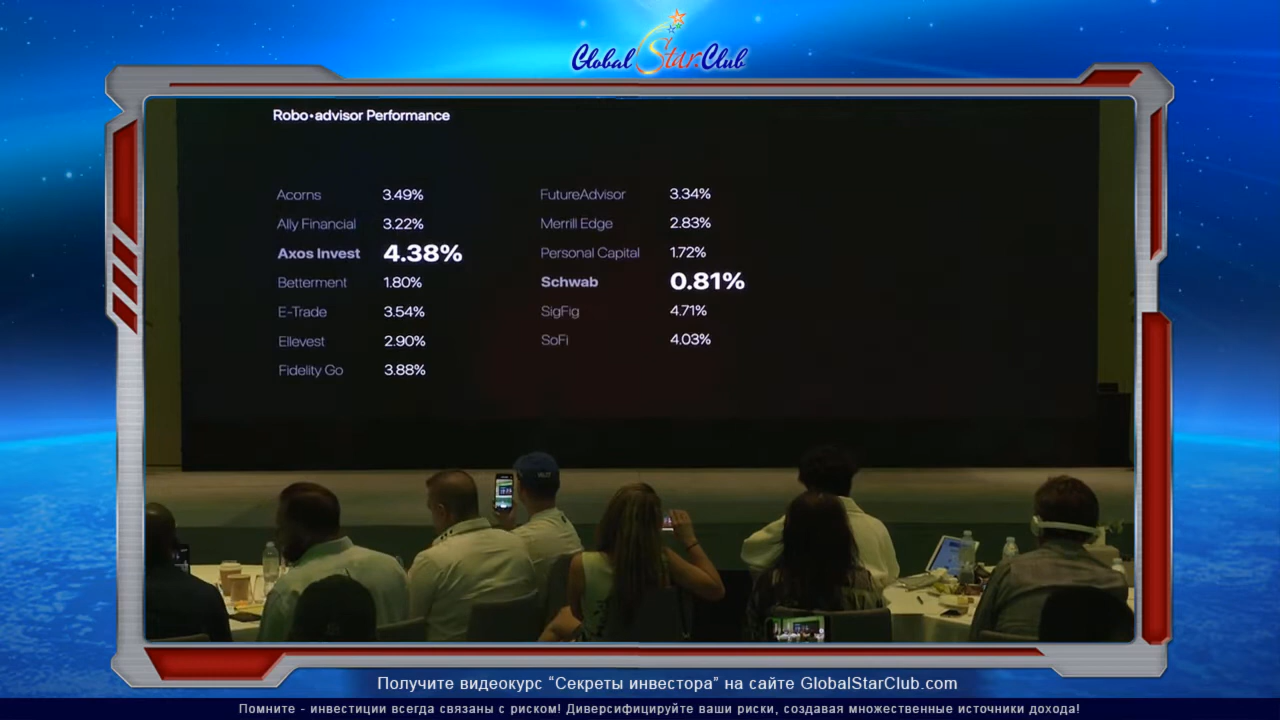 Global Star Club
Robo•advisor Performance
Acorns 3.49%
Ally Financial 3.22%
Axos Invest 4.38%
Betterment 1.80%
E-Trade 3.54%
Ellevest 2.90%
Fidelity Go 3.88%
FutureAdvisor 3.34%
Merrill Edge 2.83%
Personal Capital 1.72%
Schwab 0.81%
SigFig 4.71%
SoFi 4.03%
Получите видеокурс “Секреты инвестора” на сайте GlobalStarClub.com
Помните - инвестиции всегда связаны с риском! Диверсифицируйте ваши риски, создавая множественные источники дохода!